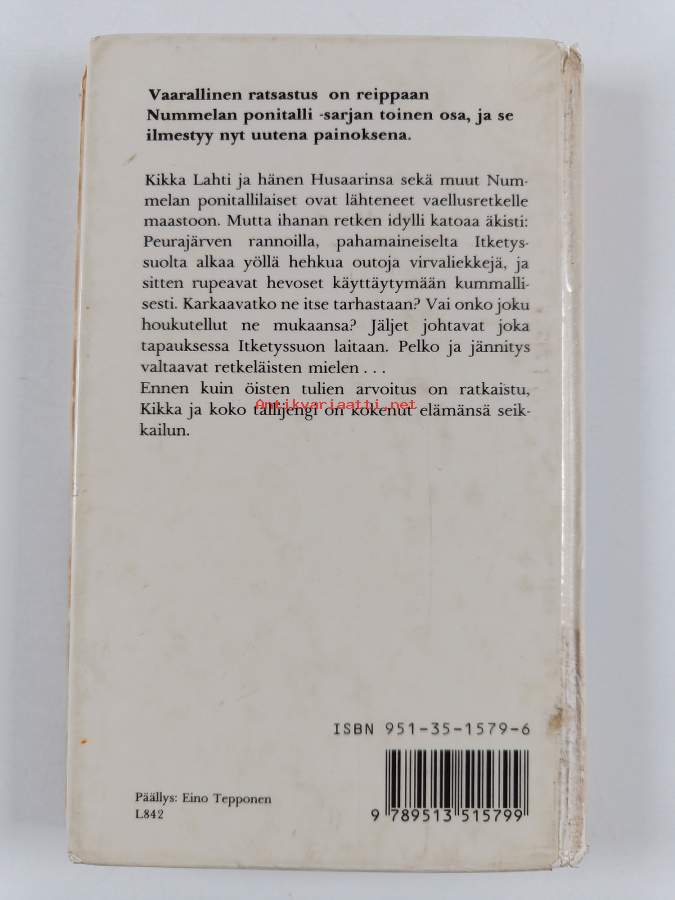 Vaarallinen ratsastus on reippaan
Nummelan ponitalli -sarjan toinen osa, ja se
ilmestyy nyt uutena painoksena.
Kikka Lahti ja hänen Husaarinsa sekä muut Num-
melan ponitallilaiset ovat lähteneet vaellusretkelle
maastoon. Mutta ihanan retken idylli katoaa äkisti:
Peurajärven rannoilla, pahamaineiselta Itketys-
suolta alkaa yöllä hehkua outoja virvaliekkejä, ja
sitten rupeavat hevoset käyttäytymään kummalli-
sesti. Karkaavatko ne itse tarhastaan? Vai onko joku
houkutellut ne mukaansa? Jäljet johtavat joka
tapauksessa Itketyssuon laitaan. Pelko ja jännitys
valtaavat retkeläisten mielen . . .
Ennen kuin öisten tulien arvoitus on ratkaistu,
Antikvariaatti.net
Kikka ja koko tallijengi on kokenut elämänsä seik-
kailun.
ISBN 951-35-1579-6
9 789513 515799
Päällys: Eino Tepponen
L842